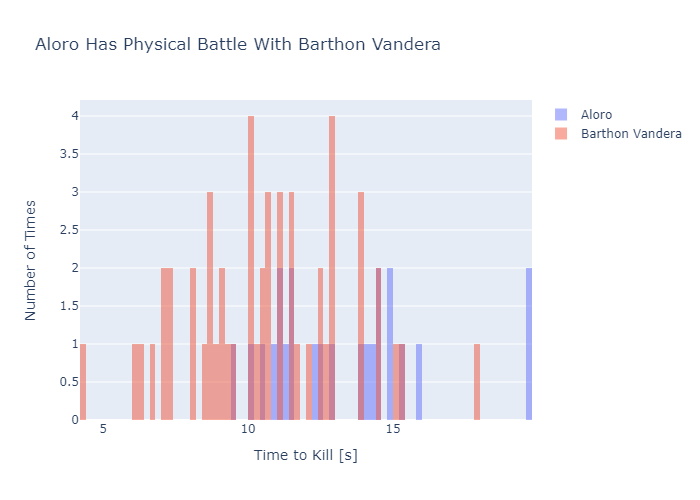 Aloro Has Physical Battle With Barthon Vandera
Aloro
Barthon Vandera
Number of Times
4
3.5
3
2.5
2
1.5
1
0.5
0
5
10
15
Time to Kill [s]